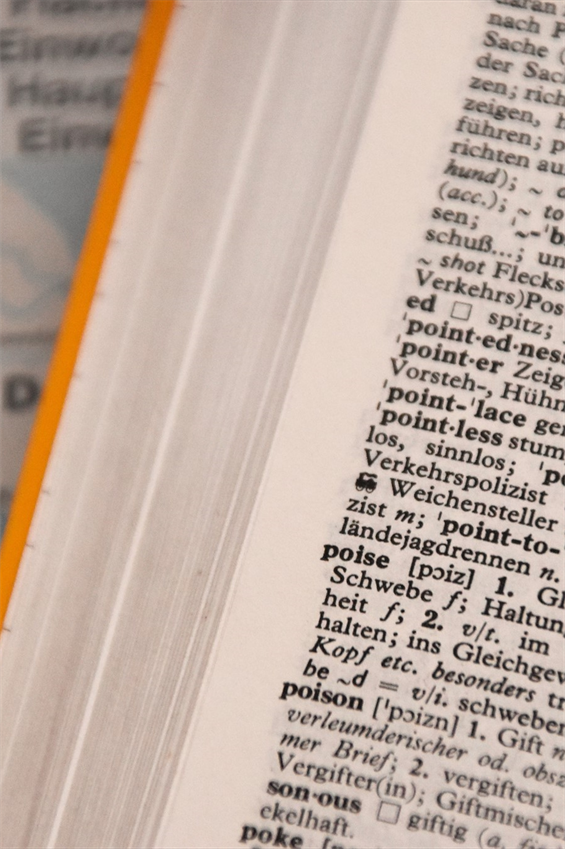 daran
nach
Sache (
der Sach
zen; rich
zeigen,
führen; p
richten au
hund); ~
(acc.); ~ to
sen; ~-'b
schuß...; un
~ shot Flecks
Verkehrs)Pos
ed □ spitz;
'point·ed·ness
'point·er Zeig
Vorsteh-, Hühn
'point-'lace ge
'point·less stum
los, sinnlos; 'po
Verkehrspolizist
Weichensteller
zist m; 'point-to-
ländejagdrennen n.
poise [pɔiz] 1. Gl
Schwebe f; Haltun
heit f; 2. v/t. im
halten; ins Gleichgew
Kopf etc. besonders tr
be ~d = v/i. schweben
poison ['pɔizn] 1. Gift n
verleumderischer od. obsz
mer Brief; 2. vergiften;
Vergifter(in); Giftmische
son·ous □ giftig (a. fi
ekelhaft.
poke